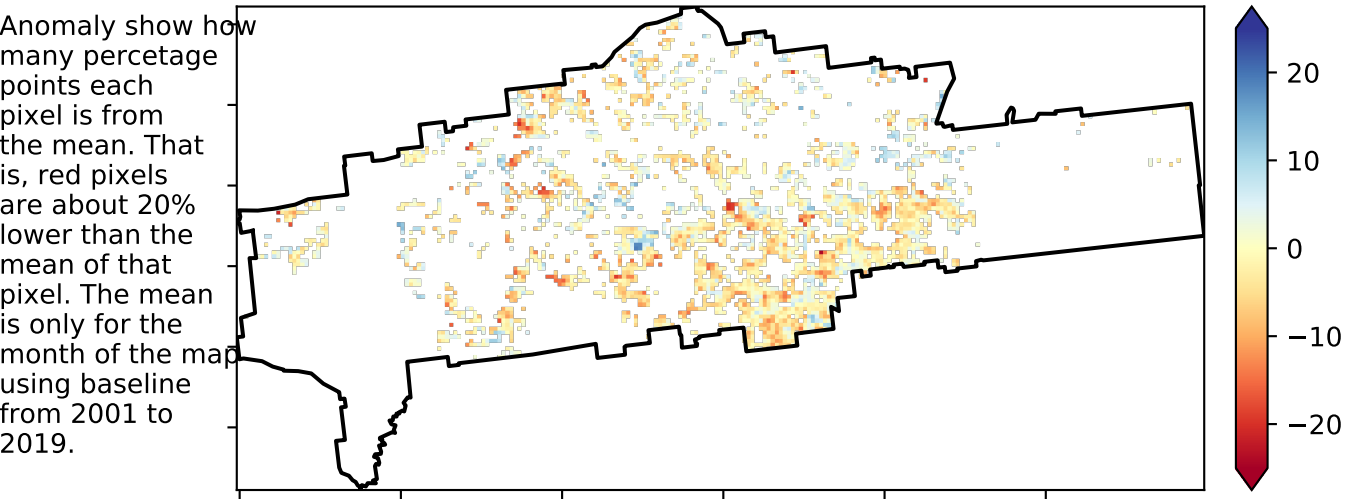 Anomaly show how
many percetage
points each
pixel is from
the mean. That
is, red pixels
are about 20%
lower than the
mean of that
pixel. The mean
is only for the
month of the map
using baseline
from 2001 to
2019.
20
10
0
−10
−20